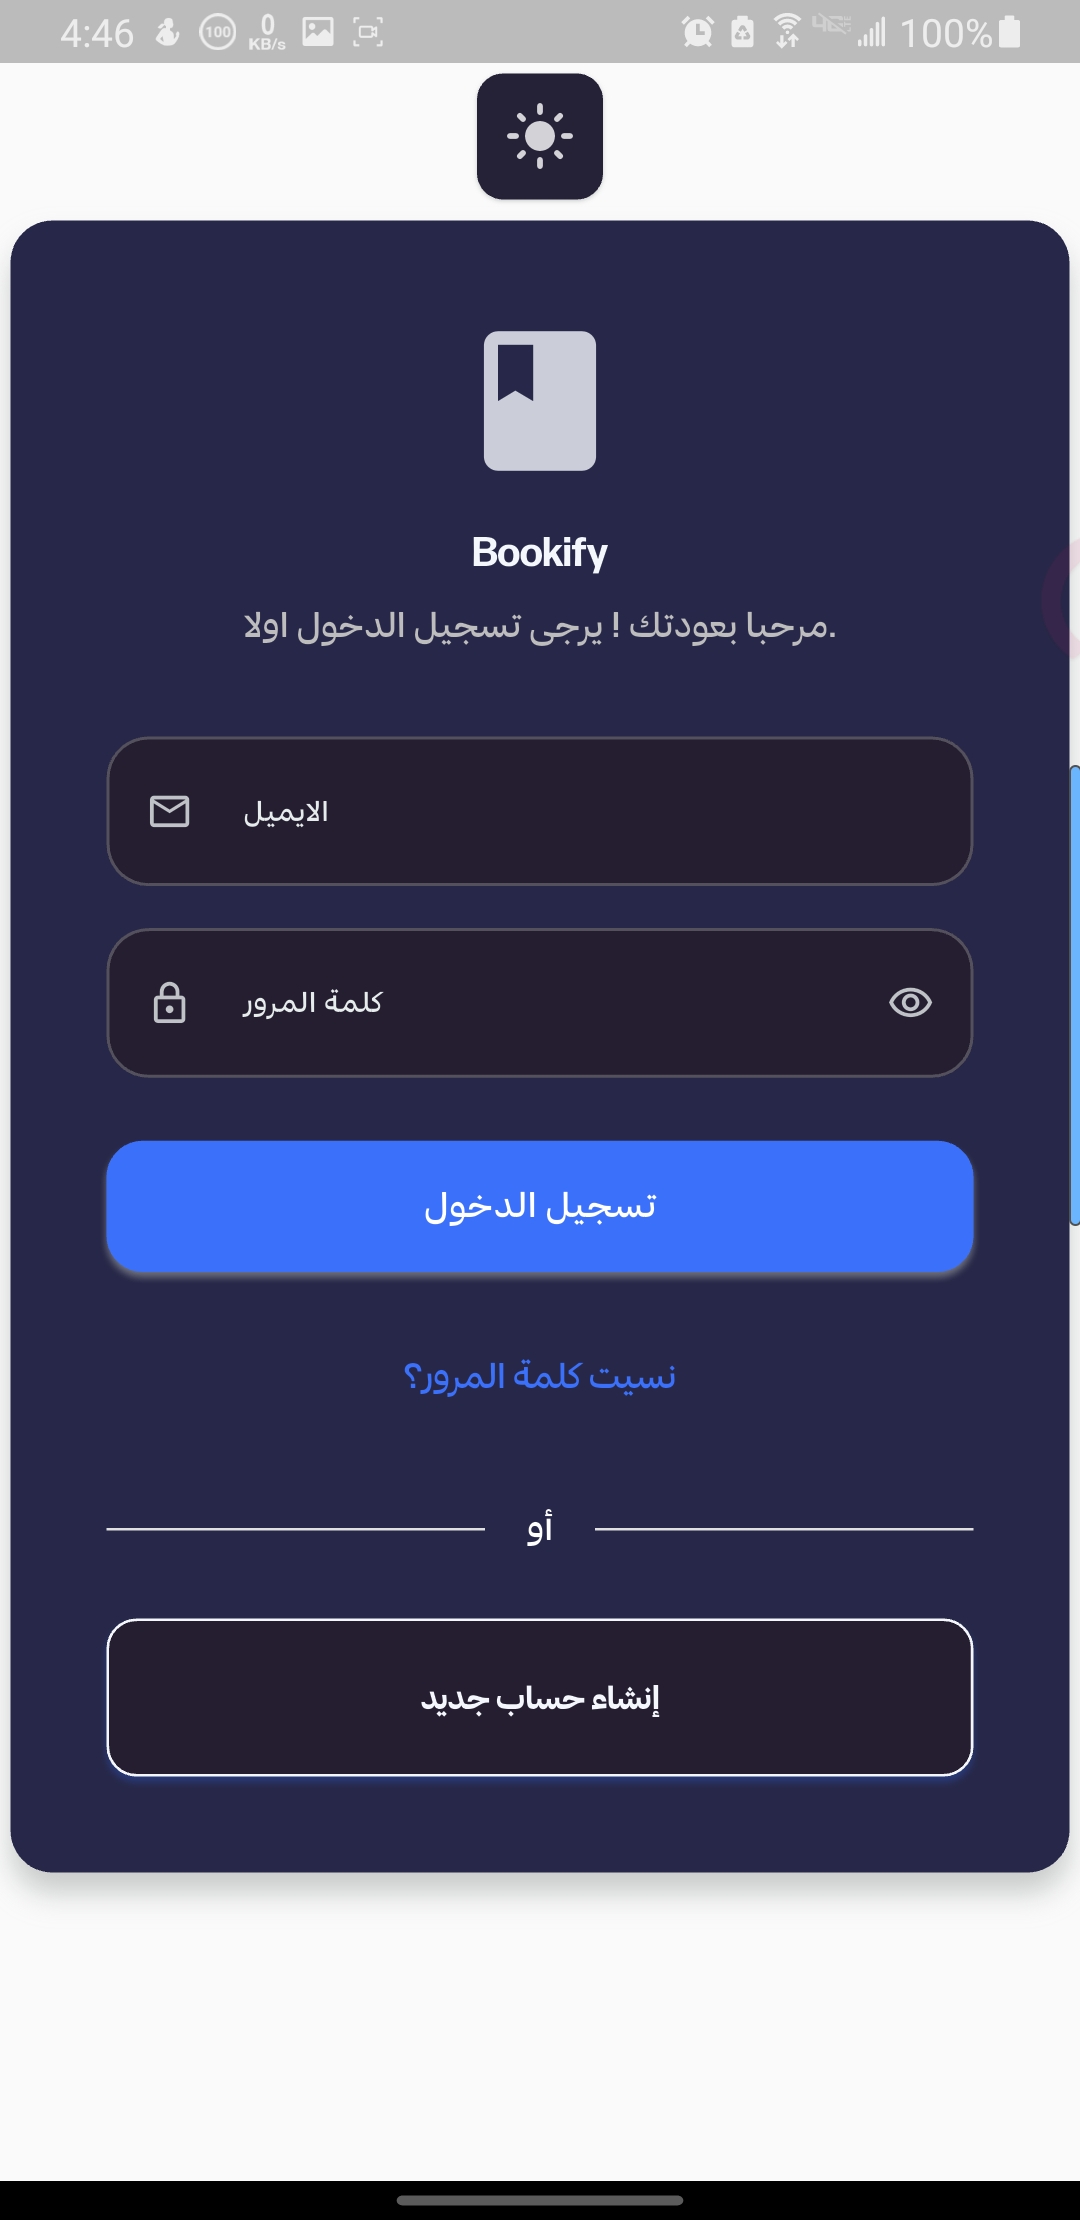 4:46
100
0
KB/s
100%
Bookify
مرحبا بعودتك ! يرجى تسجيل الدخول اولا.
الايميل
كلمة المرور
تسجيل الدخول
نسيت كلمة المرور؟
أو
إنشاء حساب جديد